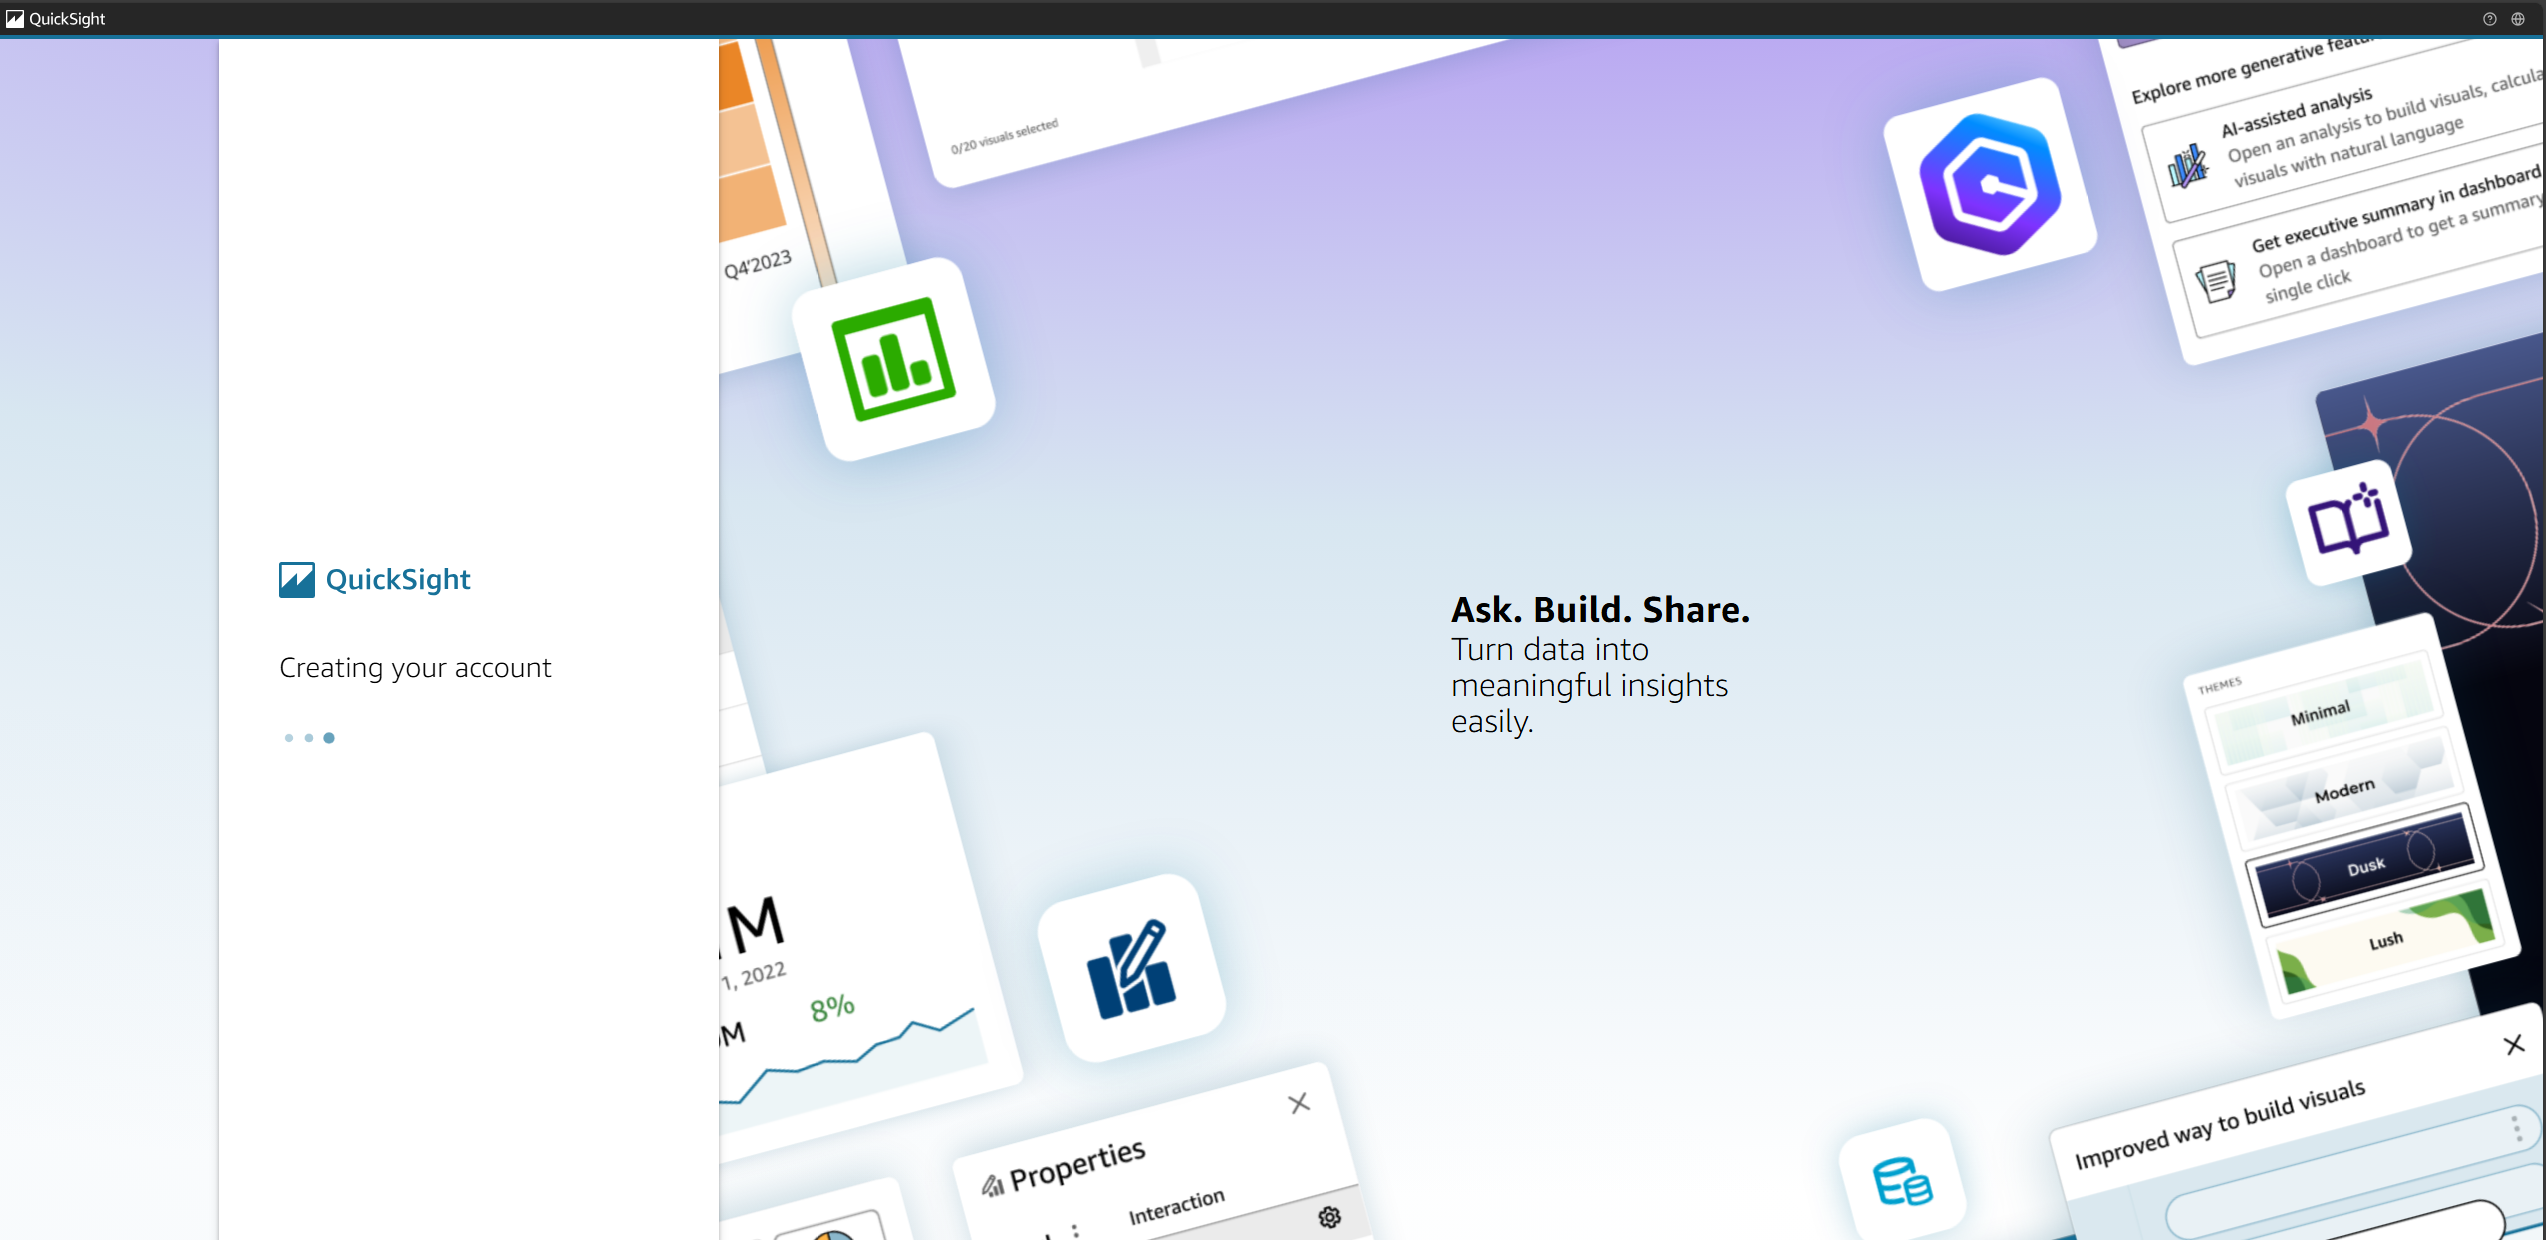 QuickSight
Explore more generative
AI-assisted analysis
Open an analysis to build visuals,
visuals with natural language
Get executive summary in dashboard
Open a dashboard to get a summary
single click
0/20 visuals selected
Q4'2023
QuickSight
Creating your account
Ask. Build. Share.
Turn data into
meaningful insights
easily.
THEMES
Minimal
Modern
Dusk
Lush
M
1, 2022
8%
M
Properties
Interaction
Improved way to build visuals